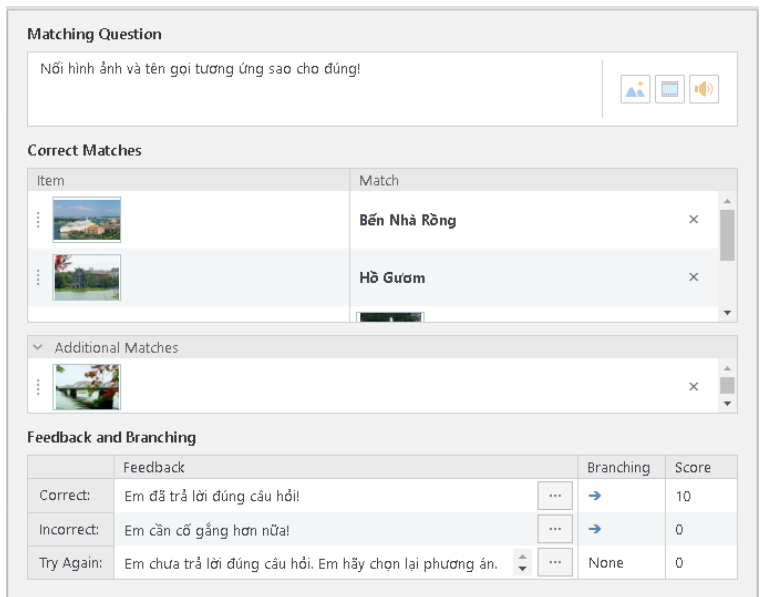 Matching Question
Nối hình ảnh và tên gọi tương ứng sao cho đúng!
Correct Matches
Item Match
Bến Nhà Rồng
Hồ Gươm
Additional Matches
Feedback and Branching
Feedback Branching Score
Correct: Em đã trả lời đúng câu hỏi! ... 10
Incorrect: Em cần cố gắng hơn nữa! ... 0
Try Again: Em chưa trả lời đúng câu hỏi. Em hãy chọn lại phương án. ... None 0